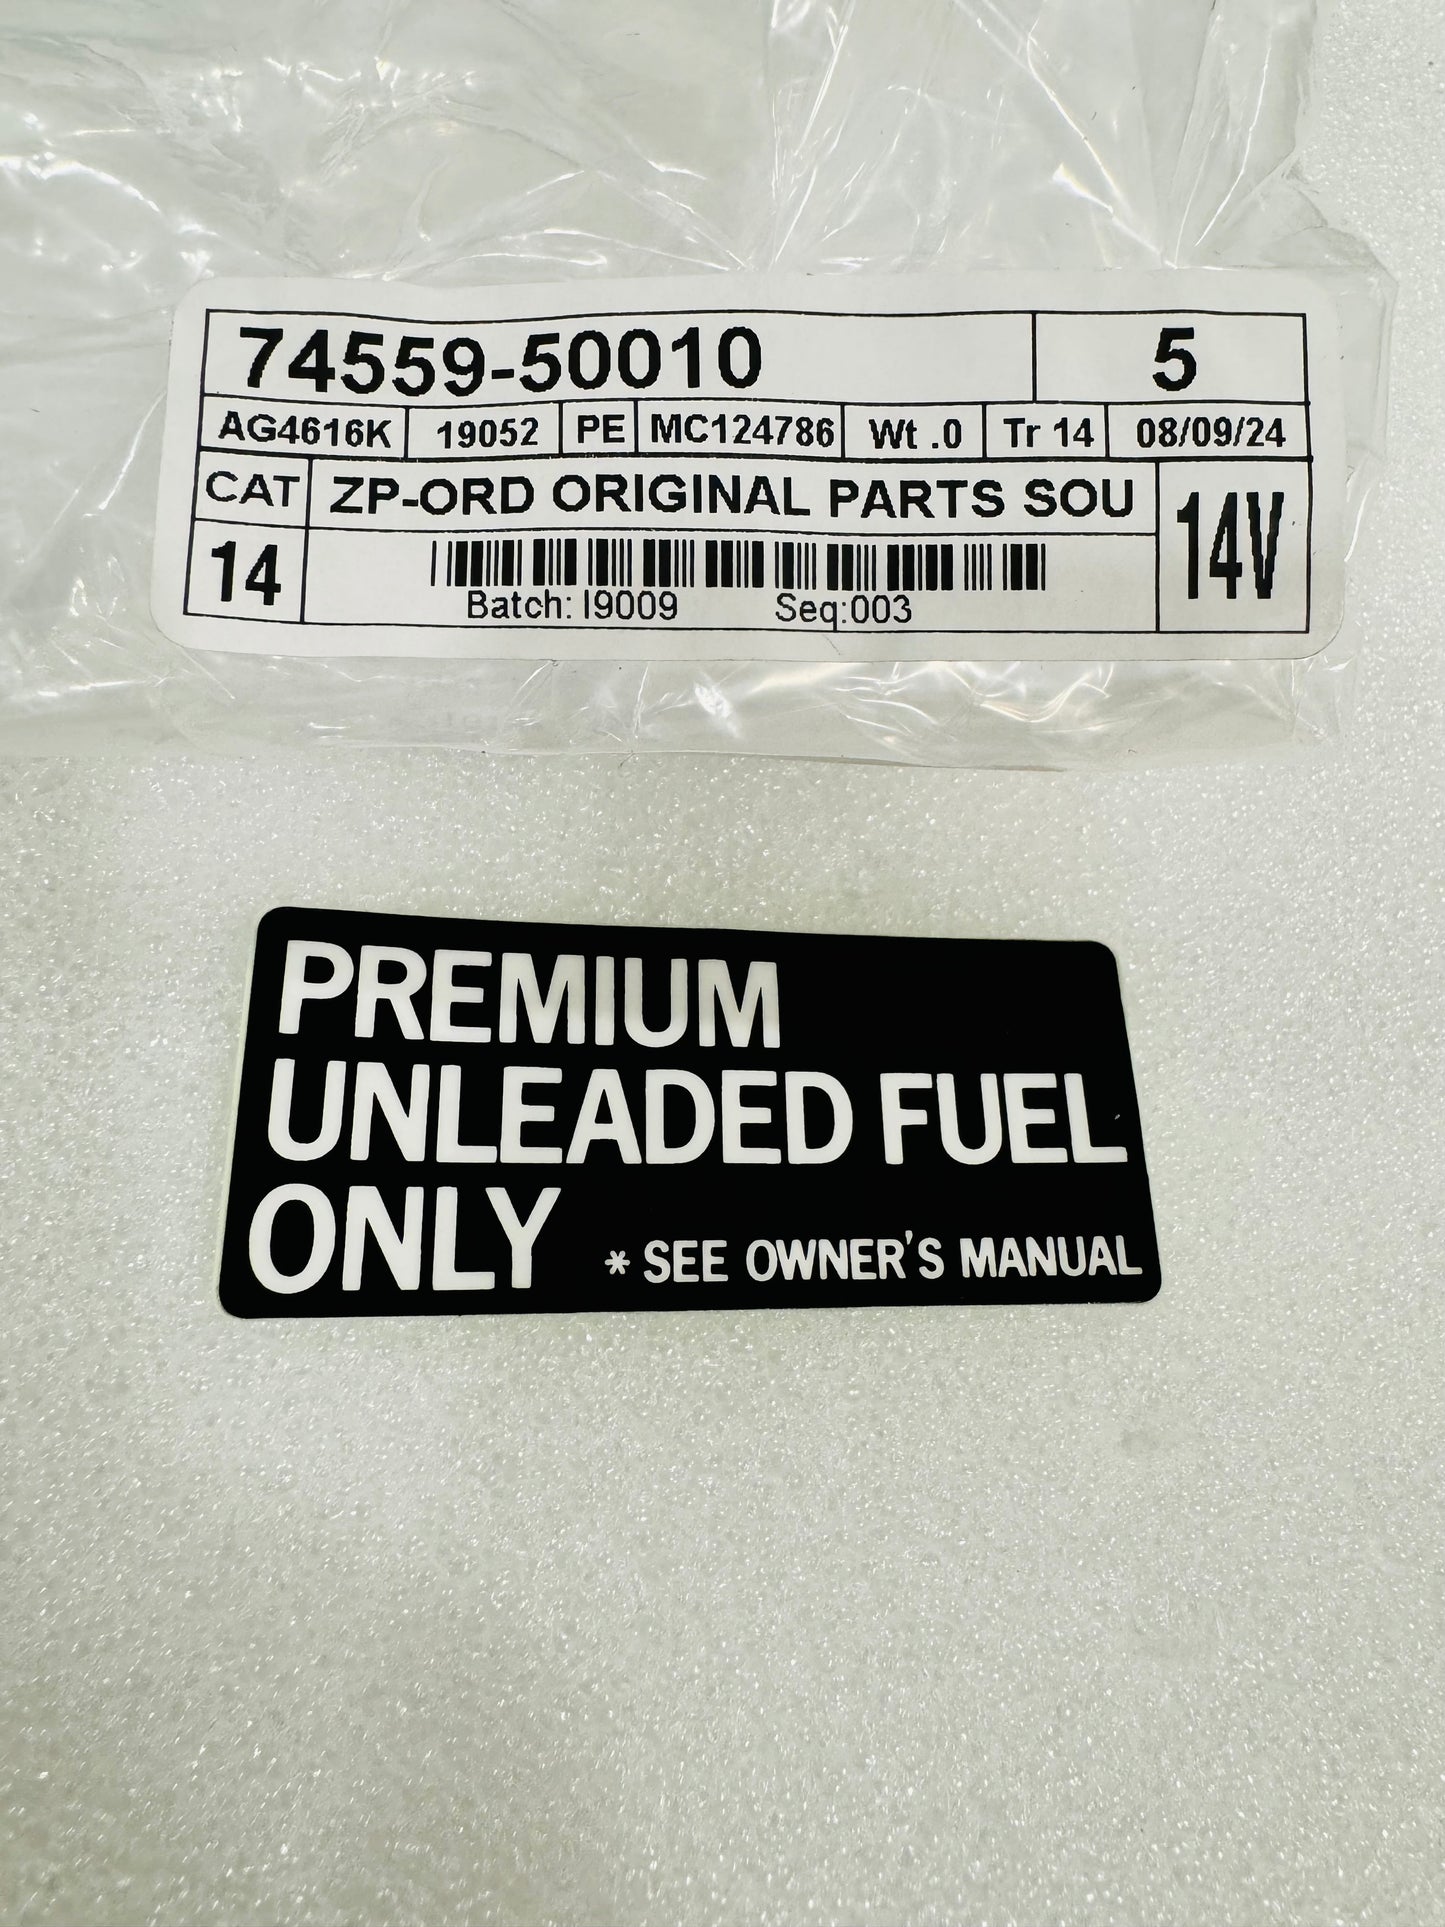 74559-50010 5
AG4616K 19052 PE MC124786 Wt .0 Tr 14 08/09/24
CAT ZP-ORD ORIGINAL PARTS SOU 14V
14
Batch: I9009 Seq:003
PREMIUM
UNLEADED FUEL
ONLY * SEE OWNER'S MANUAL